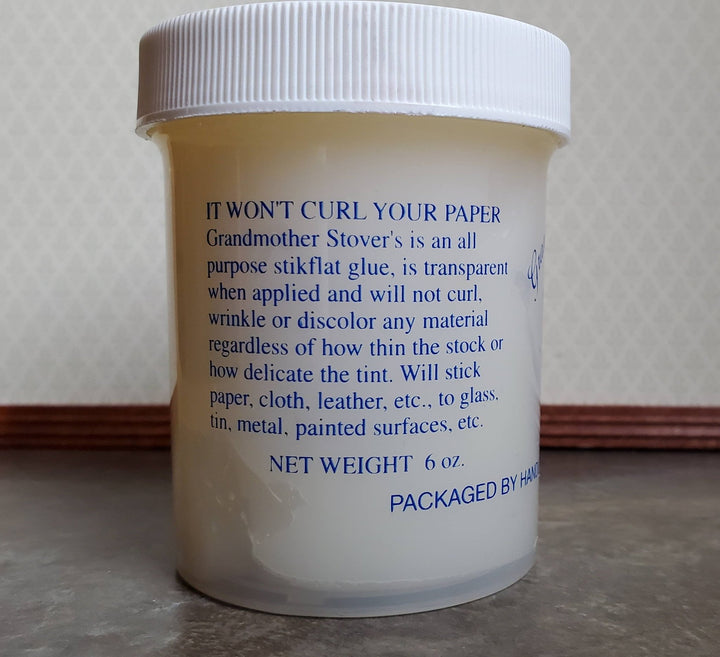 IT WON'T CURL YOUR PAPER
Grandmother Stover's is an all
purpose stikflat glue, is transparent
when applied and will not curl,
wrinkle or discolor any material
regardless of how thin the stock or
how delicate the tint. Will stick
paper, cloth, leather, etc., to glass,
tin, metal, painted surfaces, etc.
NET WEIGHT 6 oz.
PACKAGED BY